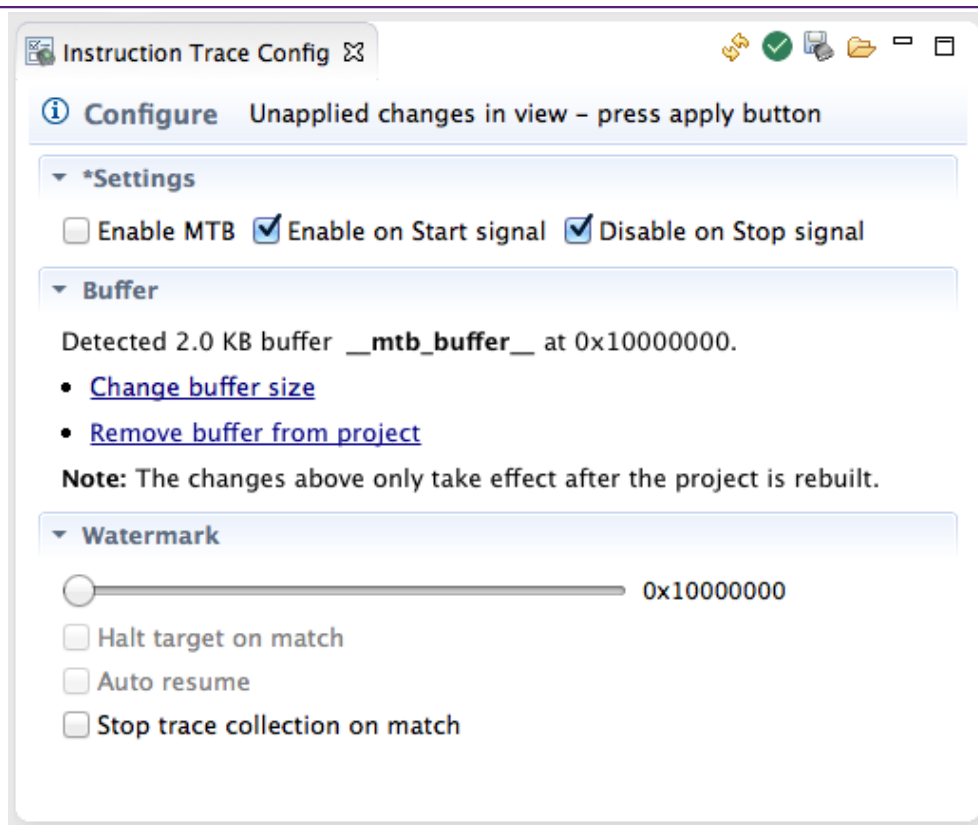 Instruction Trace Config
Configure Unapplied changes in view – press apply button
*Settings
Enable MTB Enable on Start signal Disable on Stop signal
Buffer
Detected 2.0 KB buffer __mtb_buffer__ at 0x10000000.
• Change buffer size
• Remove buffer from project
Note: The changes above only take effect after the project is rebuilt.
Watermark
0x10000000
Halt target on match
Auto resume
Stop trace collection on match